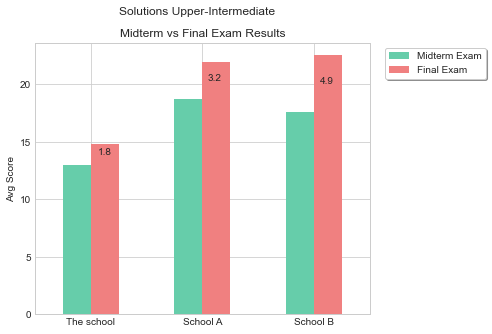 Solutions Upper-Intermediate
Midterm vs Final Exam Results
Midterm Exam
Final Exam
Avg Score
20
15
10
5
0
1.8
3.2
4.9
The school
School A
School B